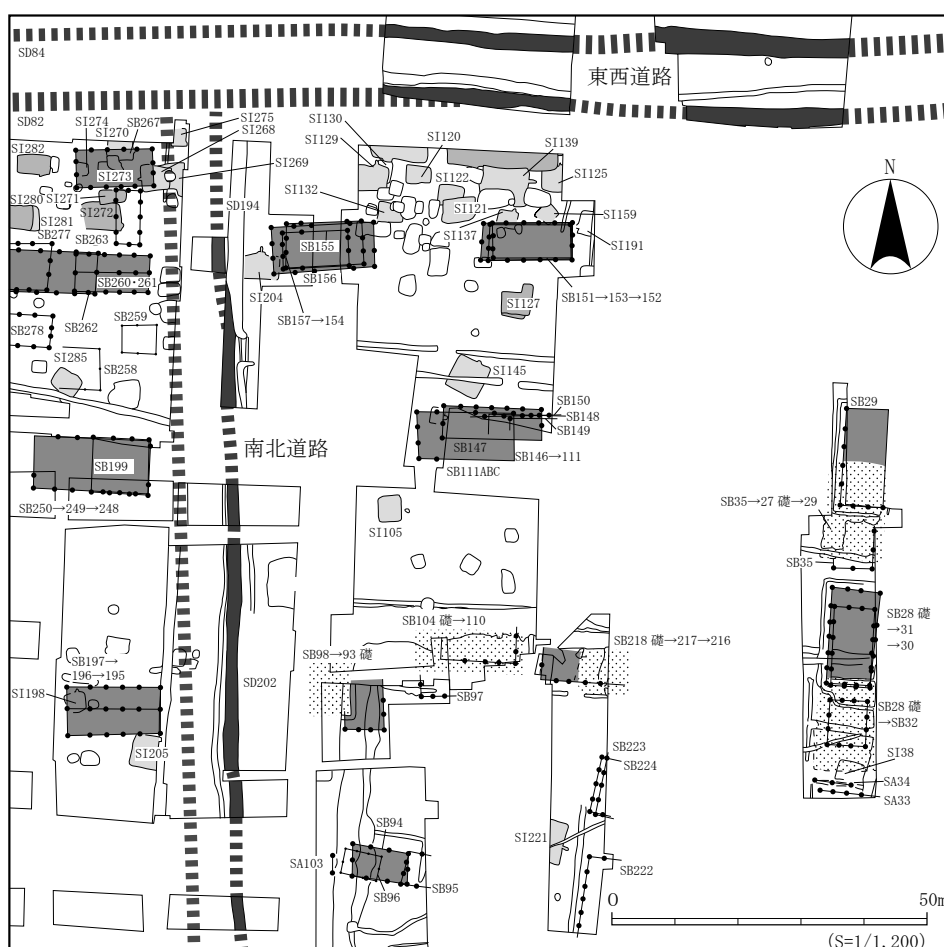 SD84
東西道路
SD82
SI274
SI270
SB267
SI275
SI268
SI269
SI282
SI273
SI280
SI271
SI272
SI281
SB277
SB263
SB260・261
SB262
SB259
SB278
SI285
SB258
SD194
SI130
SI129
SI120
SI139
SI122
SI125
SI132
SI121
SI159
SI137
SI191
SB155
SB156
SI204
SB157→154
SI127
SB151→153→152
N
SI145
SB150
SB148
SB149
SB147
SB146→111
SB111ABC
南北道路
SB199
SB250→249→248
SI105
SB29
SB35→27 礎→29
SB35
SB28 礎
→31
→30
SB104 礎→110
SB218 礎→217→216
SB98→93 礎
SB97
SB197→
196→195
SI198
SD202
SI205
SB28 礎
→SB32
SI38
SA34
SA33
SB223
SB224
SB94
SA103
SB96
SB95
SI221
SB222
0
50m
(S=1/1,200)